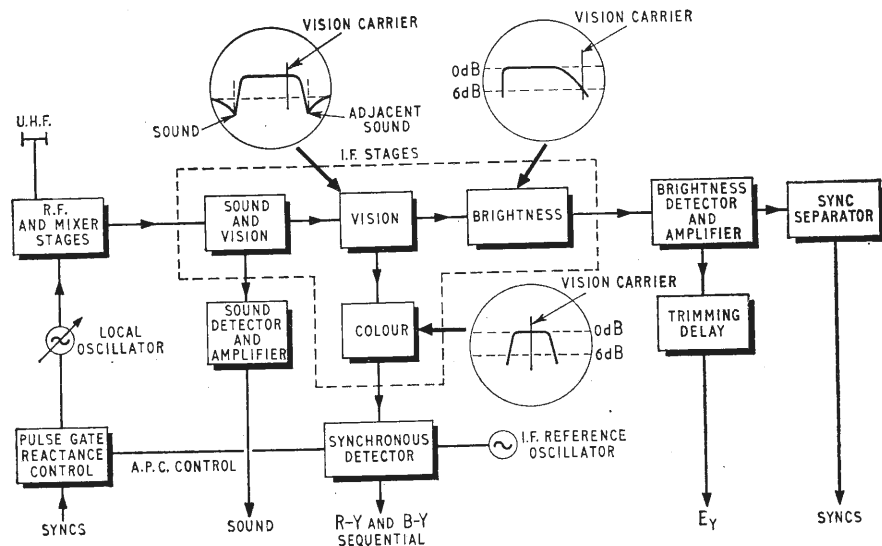 VISION CARRIER
VISION CARRIER
0dB
6dB
SOUND
ADJACENT
SOUND
U.H.F.
I.F. STAGES
R.F.
AND MIXER
STAGES
SOUND
AND
VISION
VISION
BRIGHTNESS
BRIGHTNESS
DETECTOR
AND
AMPLIFIER
SYNC
SEPARATOR
LOCAL
OSCILLATOR
SOUND
DETECTOR
AND
AMPLIFIER
COLOUR
VISION CARRIER
0dB
6dB
TRIMMING
DELAY
PULSE GATE
REACTANCE
CONTROL
A.P.C. CONTROL
SYNCHRONOUS
DETECTOR
I.F. REFERENCE
OSCILLATOR
SYNCS
SOUND
R-Y AND B-Y
SEQUENTIAL
EY
SYNCS